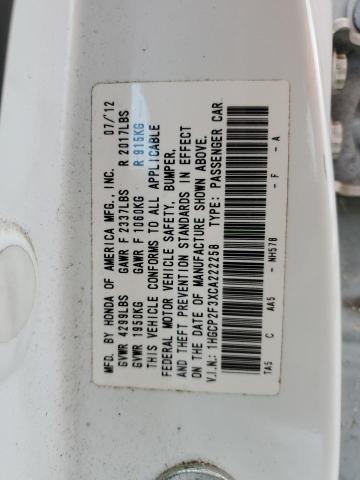 MFD. BY HONDA OF AMERICA MFG., INC. 07/12
GVWR 4299LBS GAWR F 2337LBS R 2017LBS
GVWR 1950KG GAWR F 1060KG R 915KG
THIS VEHICLE CONFORMS TO ALL APPLICABLE
FEDERAL MOTOR VEHICLE SAFETY, BUMPER,
AND THEFT PREVENTION STANDARDS IN EFFECT
ON THE DATE OF MANUFACTURE SHOWN ABOVE.
V.I.N.: 1HGCP2F3XCA222258 TYPE: PASSENGER CAR
TA5 C AA5 - NH578 - F - A